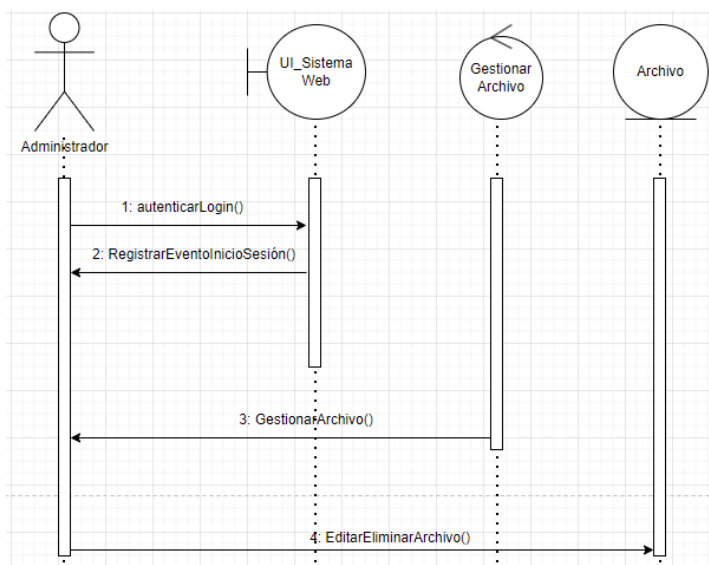 UI_Sistema
Web
Gestionar
Archivo
Archivo
Administrador
1: autenticarLogin()
2: RegistrarEventoInicioSesión()
3: GestionarArchivo()
4: EditarEliminarArchivo()